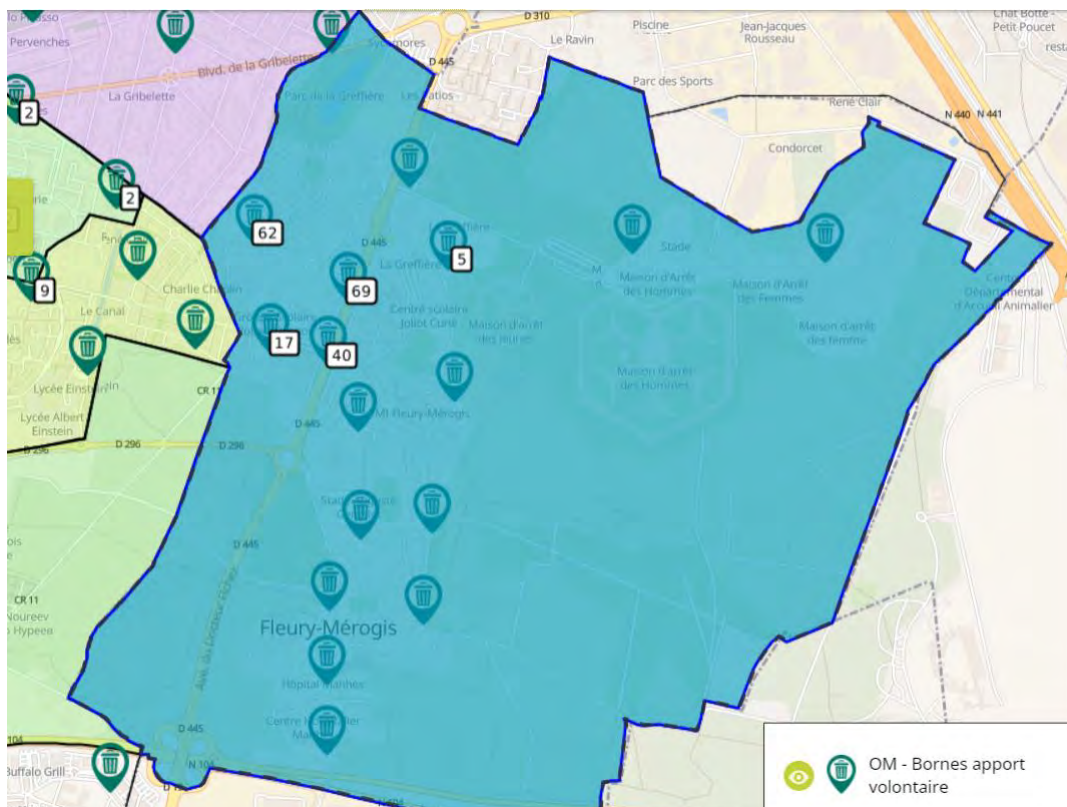 D 310
Piscine
Jean-Jacques
Rousseau
Chat Botté -
Petit Poucet
Pervenches
Sycomores
D 445
Le Ravin
Blvd. de la Gribelette
La Gribelette
Parc de la Greffière
Parc des Sports
René Clair
N 440
N 441
Condorcet
2
2
62
D 445
5
Stade
La Greffière
69
Maison d'Arrêt
des Hommes
Maison d'Arrêt
des Femmes
Centre
Départemental
d'Accueil Animalier
9
Charlie Chaplin
Le Canal
Centre scolaire
Joliot Curie
Maison d'arrêt
des jeunes
Maison d'arrêt
des femme
17
40
Maison d'arrêt
des Hommes
Lycée Einstein
CR 11
Lycée Albert
Einstein
MI Fleury-Mérogis
D 445
D 296
D 296
D 445
CR 11
Noureev
Fleury-Mérogis
Hôpital Manhès
D 445
N 104
Buffalo Grill
OM - Bornes apport
volontaire